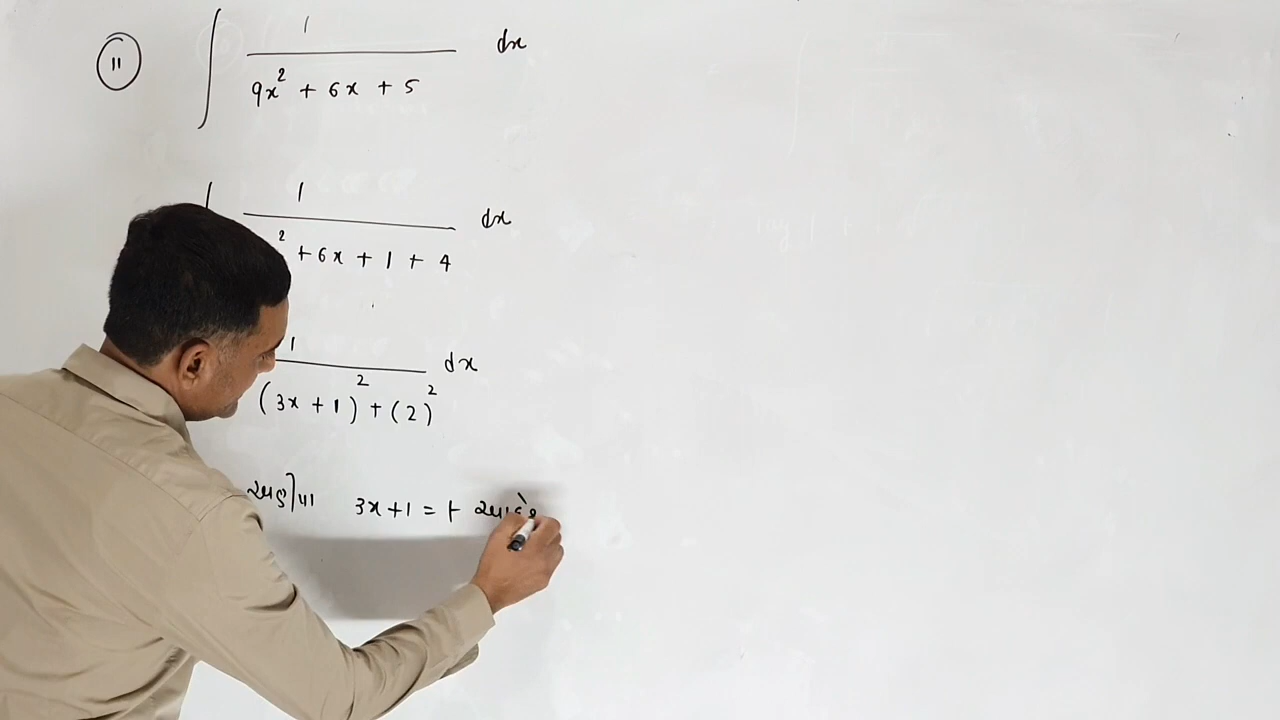 (11) ∫ 1 / (9x² + 6x + 5) dx
∫ 1 / ( ² + 6x + 1 + 4) dx
1 / ((3x + 1)² + (2)²) dx
3x + 1 = t